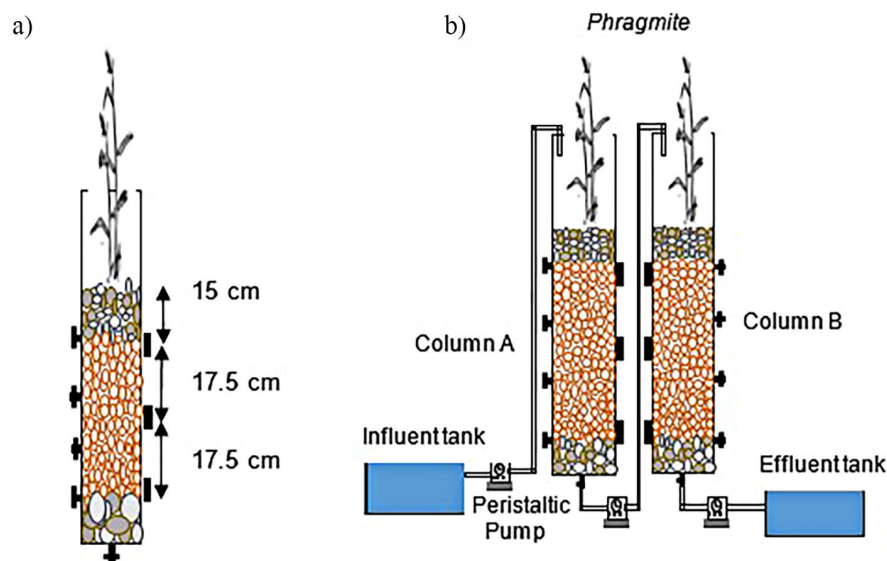 a)
15 cm
17.5 cm
17.5 cm
b)
Phragmite
Column A
Column B
Influent tank
Peristaltic
Pump
Effluent tank